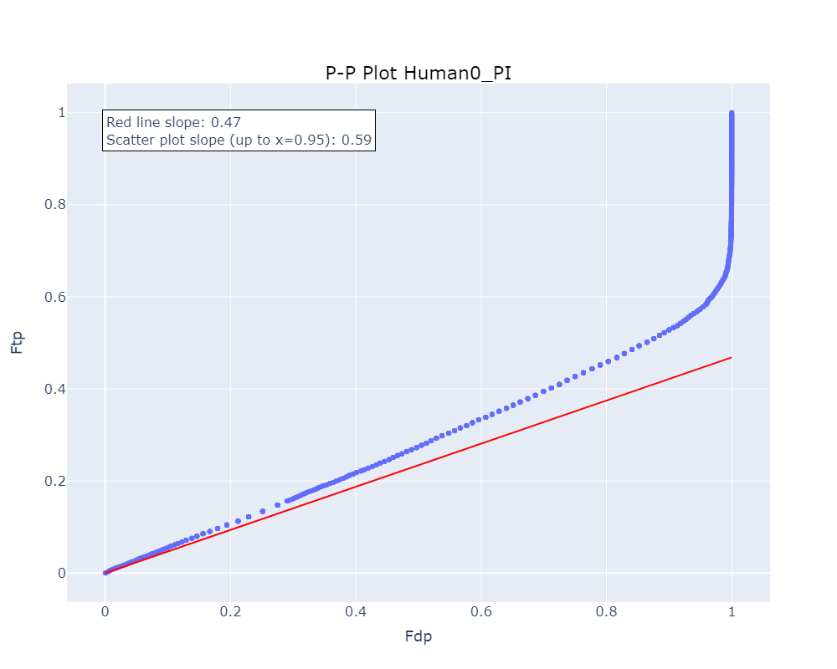 P-P Plot Human0_PI
Red line slope: 0.47
Scatter plot slope (up to x=0.95): 0.59
1
0.8
0.6
0.4
0.2
0
Ftp
0
0.2
0.4
0.6
0.8
1
Fdp